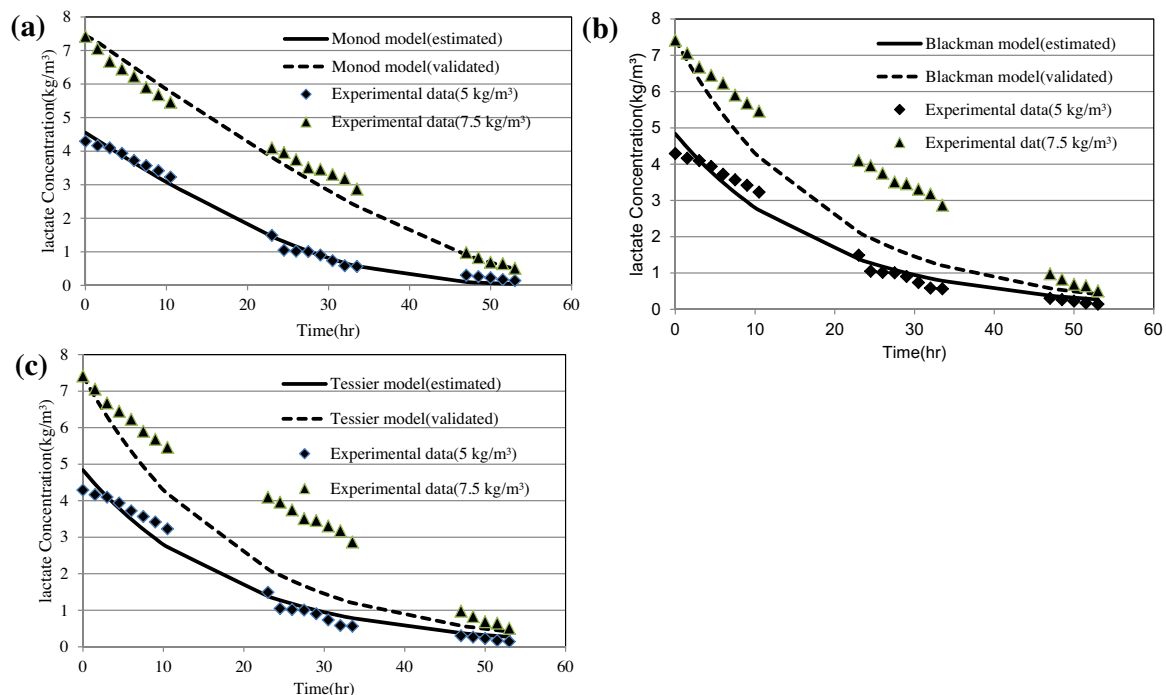 (a)
8
7
6
5
4
3
2
1
0
lactate Concentration(kg/m³)
Monod model(estimated)
Monod model(validated)
Experimental data(5 kg/m³)
Experimental data(7.5 kg/m³)
0 10 20 30 40 50 60
Time(hr)
(b)
8
7
6
5
4
3
2
1
0
lactate Concentration(kg/m³)
Blackman model(estimated)
Blackman model(validated)
Experimental data(5 kg/m³)
Experimental dat(7.5 kg/m³)
0 10 20 30 40 50 60
Time(hr)
(c)
8
7
6
5
4
3
2
1
0
lactate Concentration(kg/m³)
Tessier model(estimated)
Tessier model(validated)
Experimental data(5 kg/m³)
Experimental data(7.5 kg/m³)
0 10 20 30 40 50 60
Time(hr)